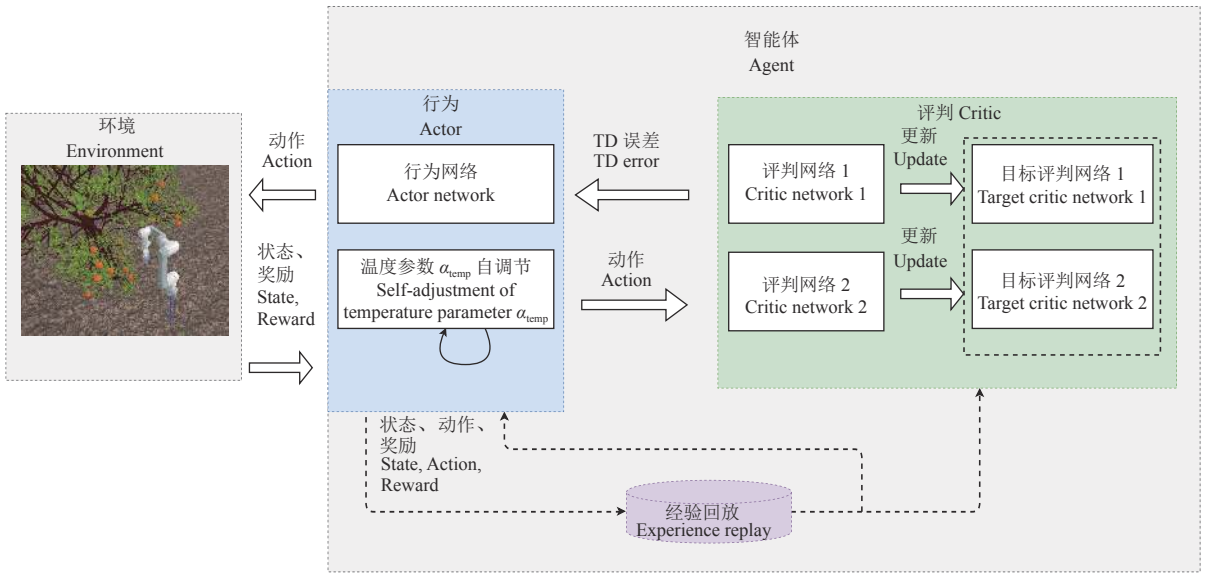 智能体
Agent
环境
Environment
动作
Action
状态、
奖励
State,
Reward
行为
Actor
行为网络
Actor network
温度参数 αtemp 自调节
Self-adjustment of
temperature parameter αtemp
TD 误差
TD error
动作
Action
评判 Critic
评判网络 1
Critic network 1
更新
Update
目标评判网络 1
Target critic network 1
评判网络 2
Critic network 2
更新
Update
目标评判网络 2
Target critic network 2
状态、动作、
奖励
State, Action,
Reward
经验回放
Experience replay